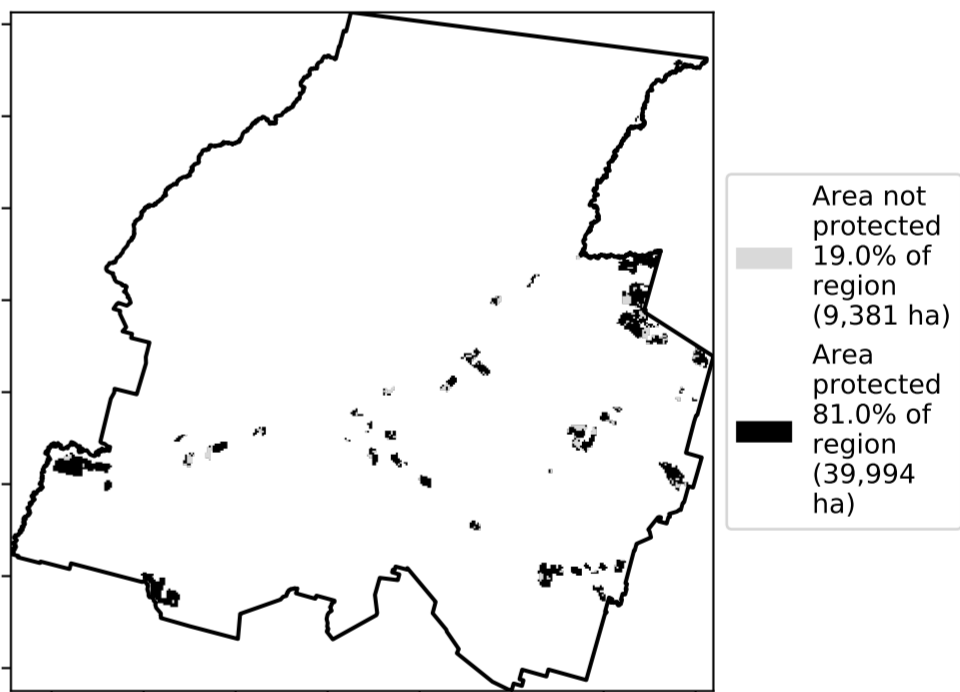 Area not
protected
19.0% of
region
(9,381 ha)
Area
protected
81.0% of
region
(39,994
ha)